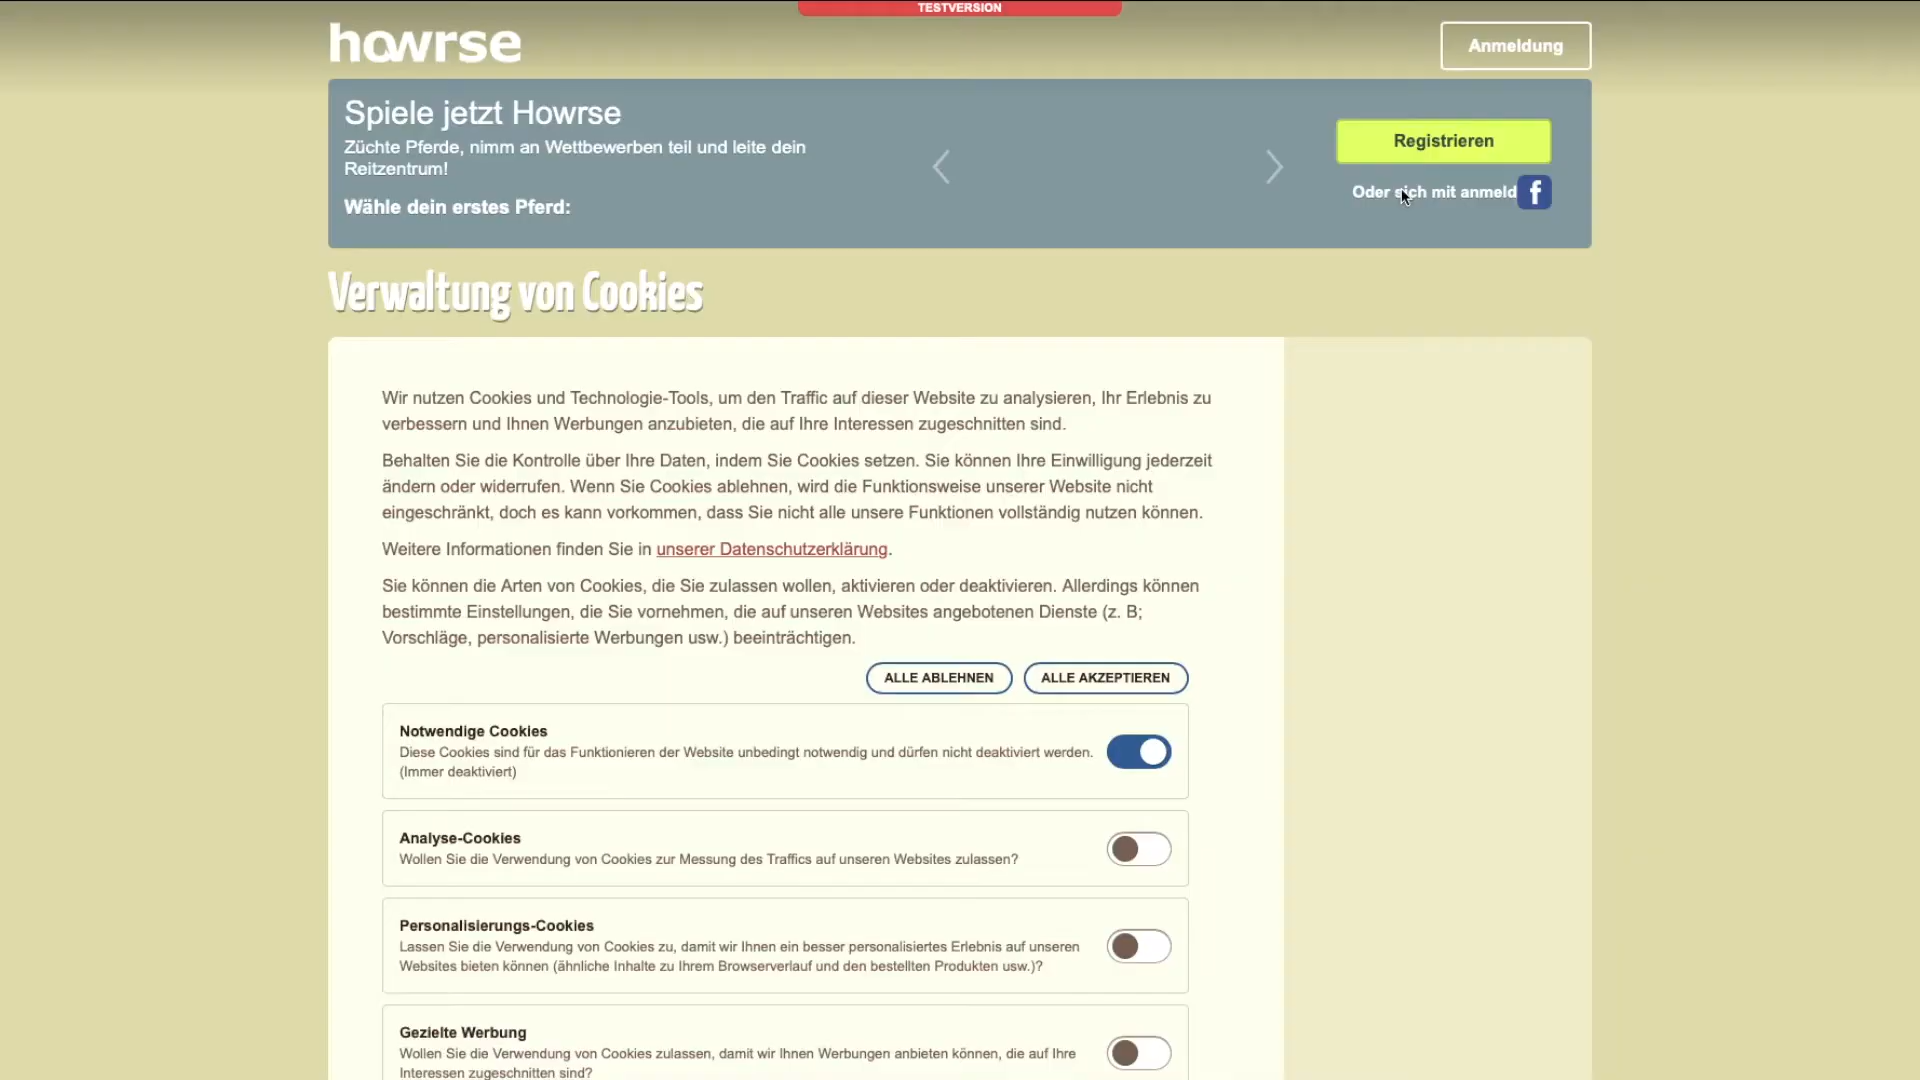 TESTVERSION
howrse
Anmeldung
Spiele jetzt Howrse
Züchte Pferde, nimm an Wettbewerben teil und leite dein
Reitzentrum!
Wähle dein erstes Pferd:
Registrieren
Oder sich mit anmeld
f
Verwaltung von Cookies
Wir nutzen Cookies und Technologie-Tools, um den Traffic auf dieser Website zu analysieren, Ihr Erlebnis zu
verbessern und Ihnen Werbungen anzubieten, die auf Ihre Interessen zugeschnitten sind.
Behalten Sie die Kontrolle über Ihre Daten, indem Sie Cookies setzen. Sie können Ihre Einwilligung jederzeit
ändern oder widerrufen. Wenn Sie Cookies ablehnen, wird die Funktionsweise unserer Website nicht
eingeschränkt, doch es kann vorkommen, dass Sie nicht alle unsere Funktionen vollständig nutzen können.
Weitere Informationen finden Sie in unserer Datenschutzerklärung.
Sie können die Arten von Cookies, die Sie zulassen wollen, aktivieren oder deaktivieren. Allerdings können
bestimmte Einstellungen, die Sie vornehmen, die auf unseren Websites angebotenen Dienste (z. B;
Vorschläge, personalisierte Werbungen usw.) beeinträchtigen.
ALLE ABLEHNEN
ALLE AKZEPTIEREN
Notwendige Cookies
Diese Cookies sind für das Funktionieren der Website unbedingt notwendig und dürfen nicht deaktiviert werden.
(Immer deaktiviert)
Analyse-Cookies
Wollen Sie die Verwendung von Cookies zur Messung des Traffics auf unseren Websites zulassen?
Personalisierungs-Cookies
Lassen Sie die Verwendung von Cookies zu, damit wir Ihnen ein besser personalisiertes Erlebnis auf unseren
Websites bieten können (ähnliche Inhalte zu Ihrem Browserverlauf und den bestellten Produkten usw.)?
Gezielte Werbung
Wollen Sie die Verwendung von Cookies zulassen, damit wir Ihnen Werbungen anbieten können, die auf Ihre
Interessen zugeschnitten sind?